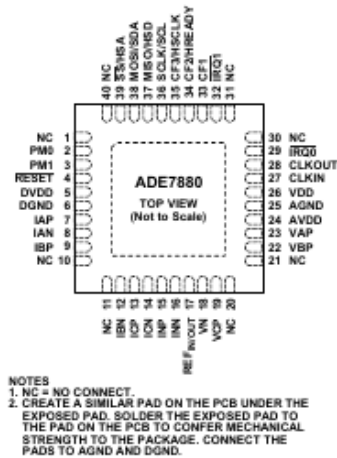 40 NC
39 SS/HSA
38 MOSI/SDA
37 MISO/HSD
36 SCLK/SCL
35 CF3/HSCLK
34 CF2/HREADY
33 CF1
32 IRQ1
31 NC
NC 1
PM0 2
PM1 3
RESET 4
DVDD 5
DGND 6
IAP 7
IAN 8
IBP 9
NC 10
ADE7880
TOP VIEW
(Not to Scale)
30 NC
29 IRQ0
28 CLKOUT
27 CLKIN
26 VDD
25 AGND
24 AVDD
23 VAP
22 VBP
21 NC
NC 11
IBN 12
ICP 13
ICN 14
INP 15
INN 16
REF IN/OUT 17
VN 18
VCP 19
NC 20
NOTES
1. NC = NO CONNECT.
2. CREATE A SIMILAR PAD ON THE PCB UNDER THE
EXPOSED PAD. SOLDER THE EXPOSED PAD TO
THE PAD ON THE PCB TO CONFER MECHANICAL
STRENGTH TO THE PACKAGE. CONNECT THE
PADS TO AGND AND DGND.